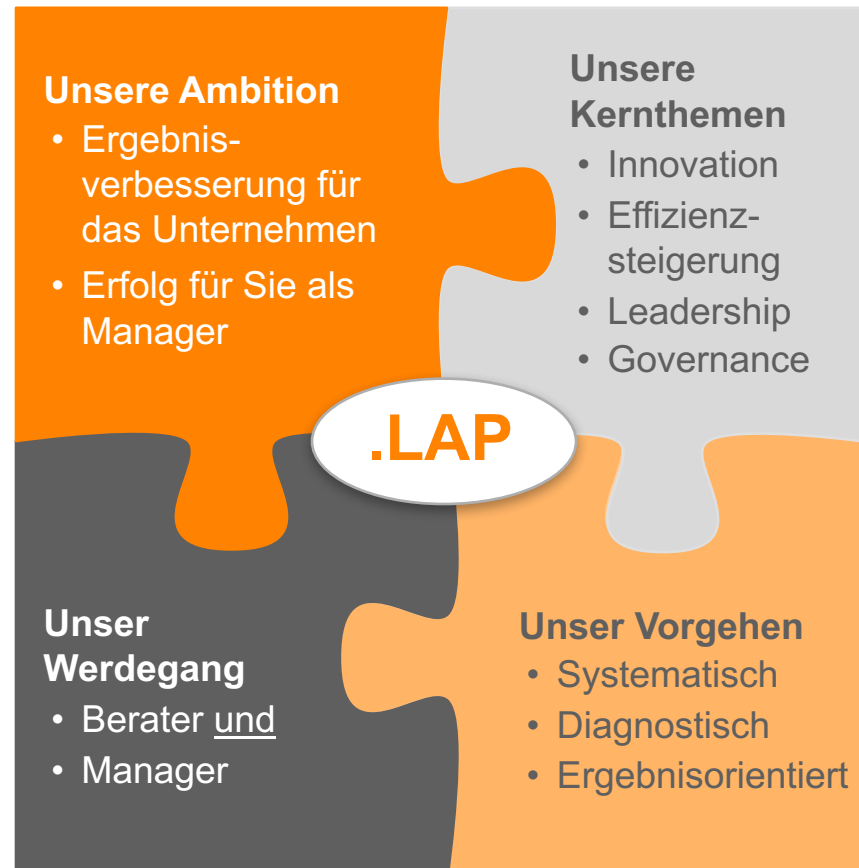 Unsere Ambition
• Ergebnis-
verbesserung für
das Unternehmen
• Erfolg für Sie als
Manager
Unsere
Kernthemen
• Innovation
• Effizienz-
steigerung
• Leadership
• Governance
.LAP
Unser
Werdegang
• Berater und
• Manager
Unser Vorgehen
• Systematisch
• Diagnostisch
• Ergebnisorientiert